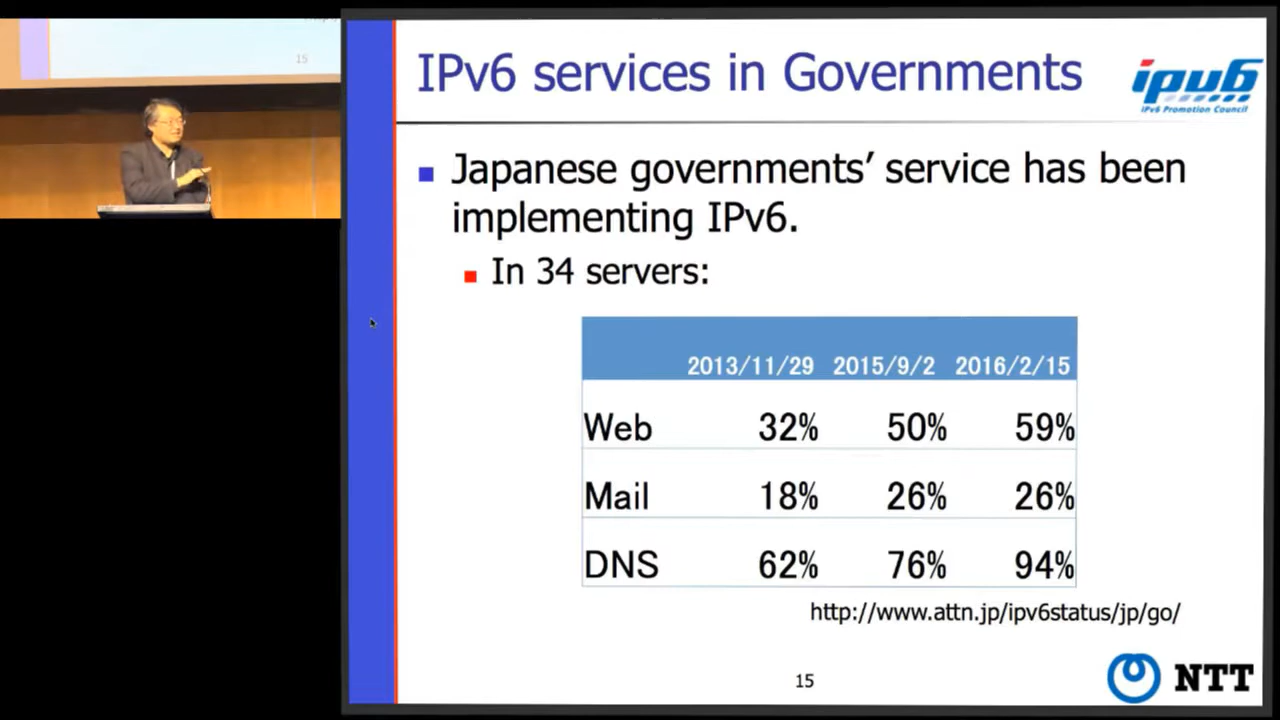 15
IPv6 services in Governments
ipv6
IPv6 Promotion Council
Japanese governments’ service has been
implementing IPv6.
In 34 servers:
2013/11/29 2015/9/2 2016/2/15
Web 32% 50% 59%
Mail 18% 26% 26%
DNS 62% 76% 94%
http://www.attn.jp/ipv6status/jp/go/
15
NTT